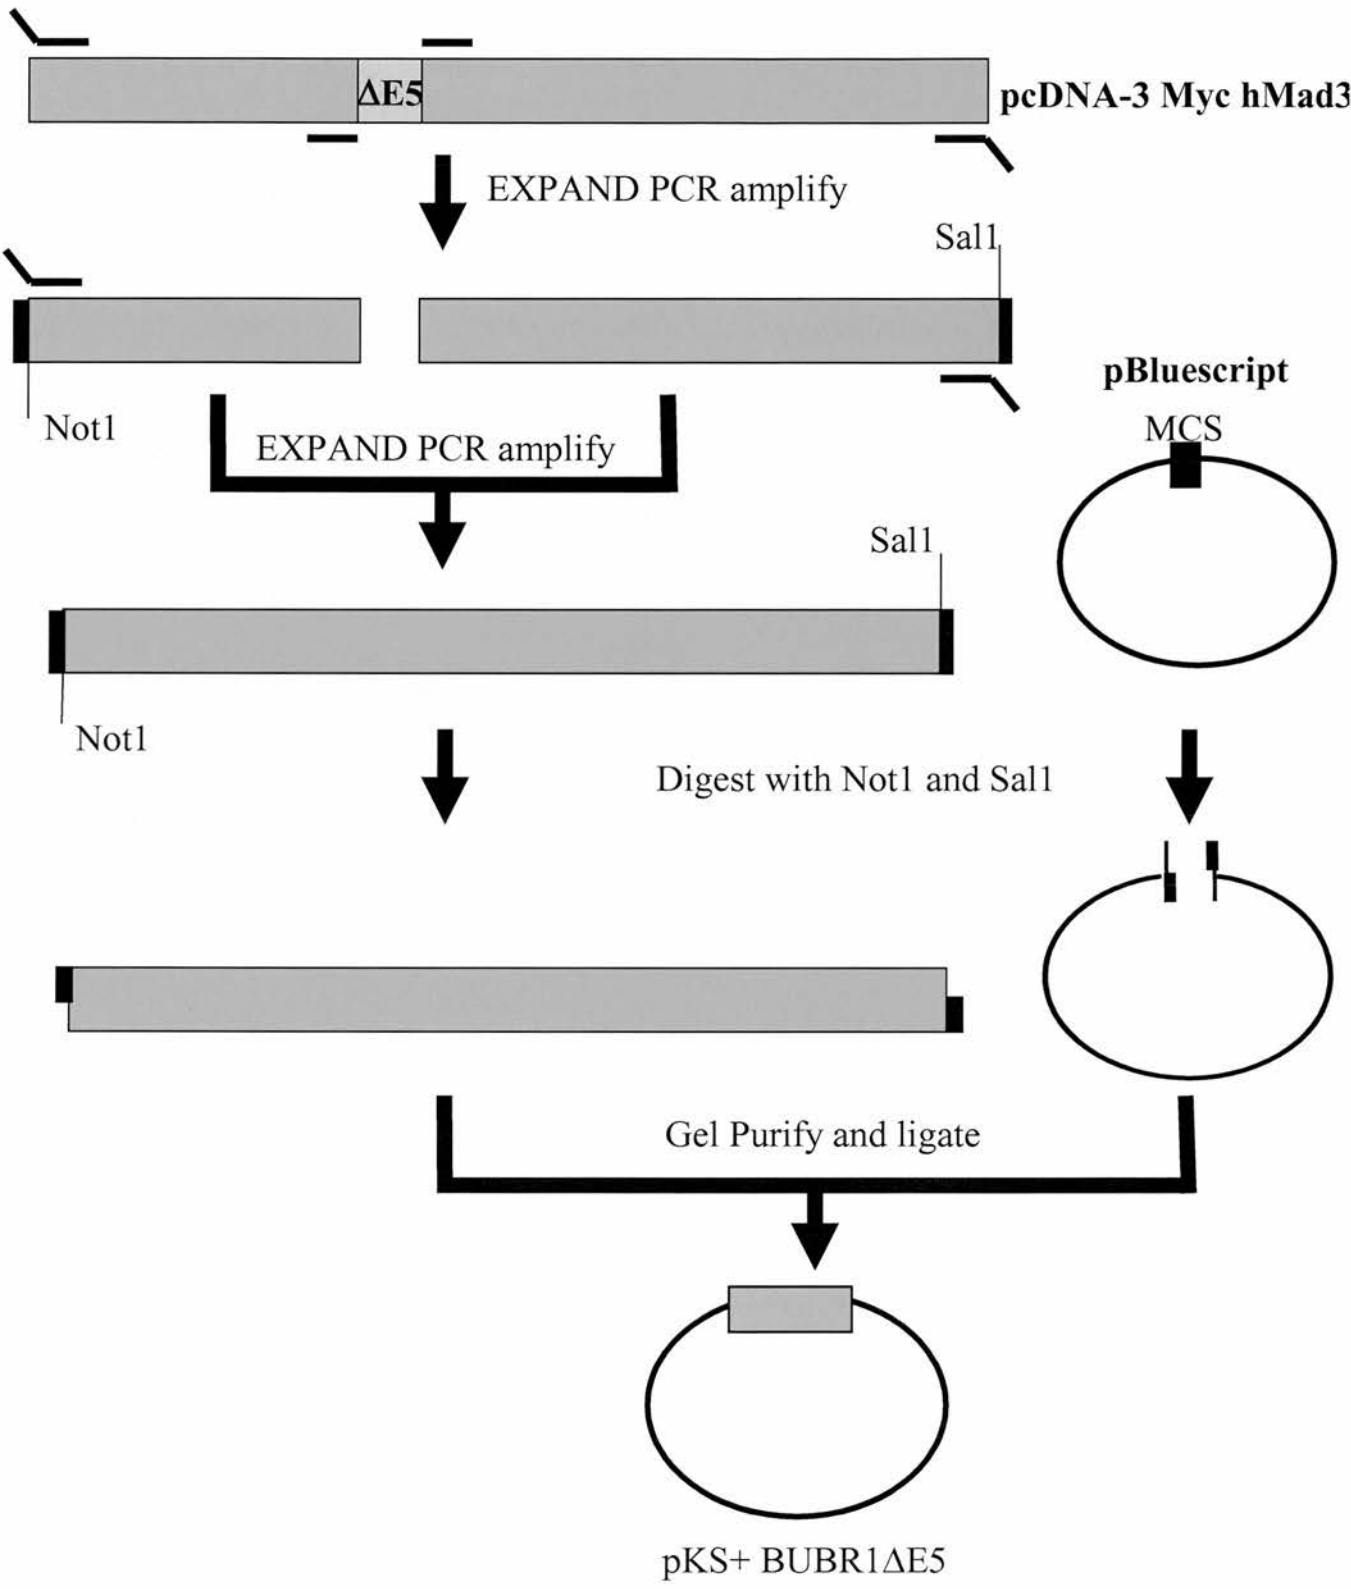 ΔE5
pcDNA-3 Myc hMad3
EXPAND PCR amplify
Sal1
Not1
EXPAND PCR amplify
pBluescript
MCS
Sal1
Not1
Digest with Not1 and Sal1
Gel Purify and ligate
pKS+ BUBR1ΔE5